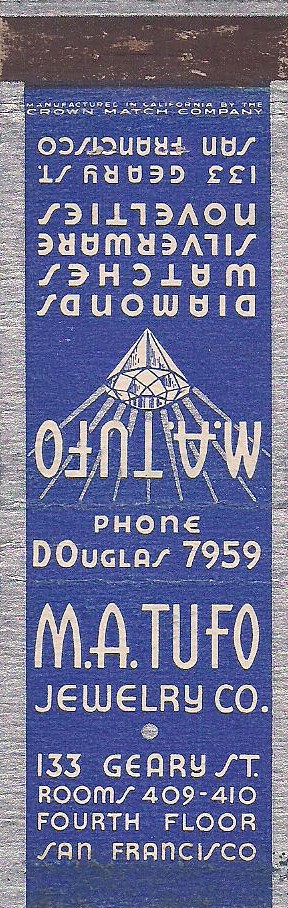 MANUFACTURED IN CALIFORNIA BY THE
CROWN MATCH COMPANY
M.A. TUFO
DIAMONDS
WATCHES
SILVERWARE
NOVELTIES
133 GEARY ST.
SAN FRANCISCO
PHONE
DOUGLAS 7959
M.A. TUFO
JEWELRY CO.
133 GEARY ST.
ROOMS 409-410
FOURTH FLOOR
SAN FRANCISCO